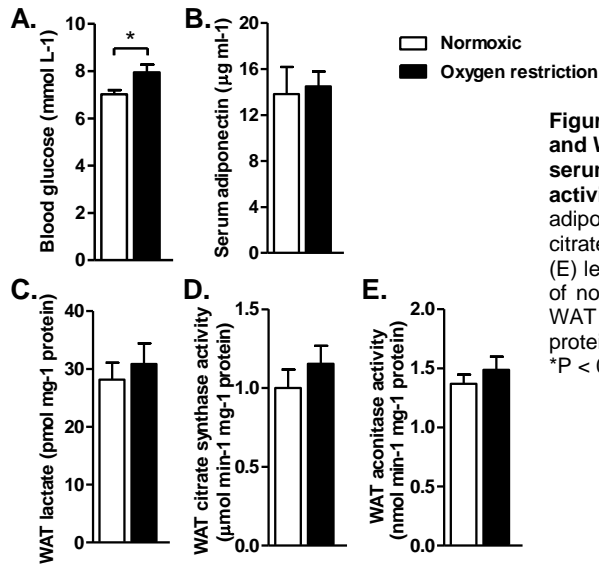 A.
Blood glucose (mmol L-1)
10
8
6
4
2
0
*
B.
Serum adiponectin (µg ml-1)
20
16
12
8
4
0
Normoxic
Oxygen restriction
Figur
and W
serum
activi
adipo
citrate
(E) le
of no
WAT
protei
*P < 0
C.
WAT lactate (pmol mg-1 protein)
40
30
20
10
0
D.
WAT citrate synthase activity
(µmol min-1 mg-1 protein)
1.5
1.0
0.5
0.0
E.
WAT aconitase activity
(nmol min-1 mg-1 protein)
2.0
1.5
1.0
0.5
0.0